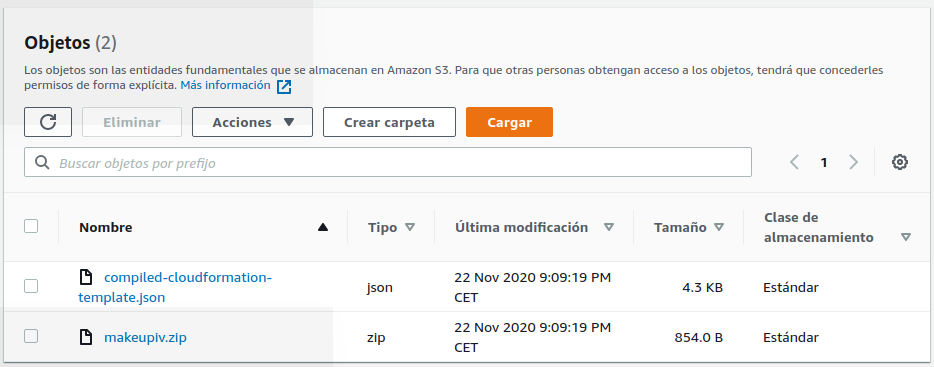 Objetos (2)
Los objetos son las entidades fundamentales que se almacenan en Amazon S3. Para que otras personas obtengan acceso a los objetos, tendrá que concederles
permisos de forma explícita. Más información
Eliminar
Acciones
Crear carpeta
Cargar
Buscar objetos por prefijo
1
Nombre
Tipo
Última modificación
Tamaño
Clase de
almacenamiento
compiled-cloudformation-
template.json
json
22 Nov 2020 9:09:19 PM
CET
4.3 KB
Estándar
makeupiv.zip
zip
22 Nov 2020 9:09:19 PM
CET
854.0 B
Estándar